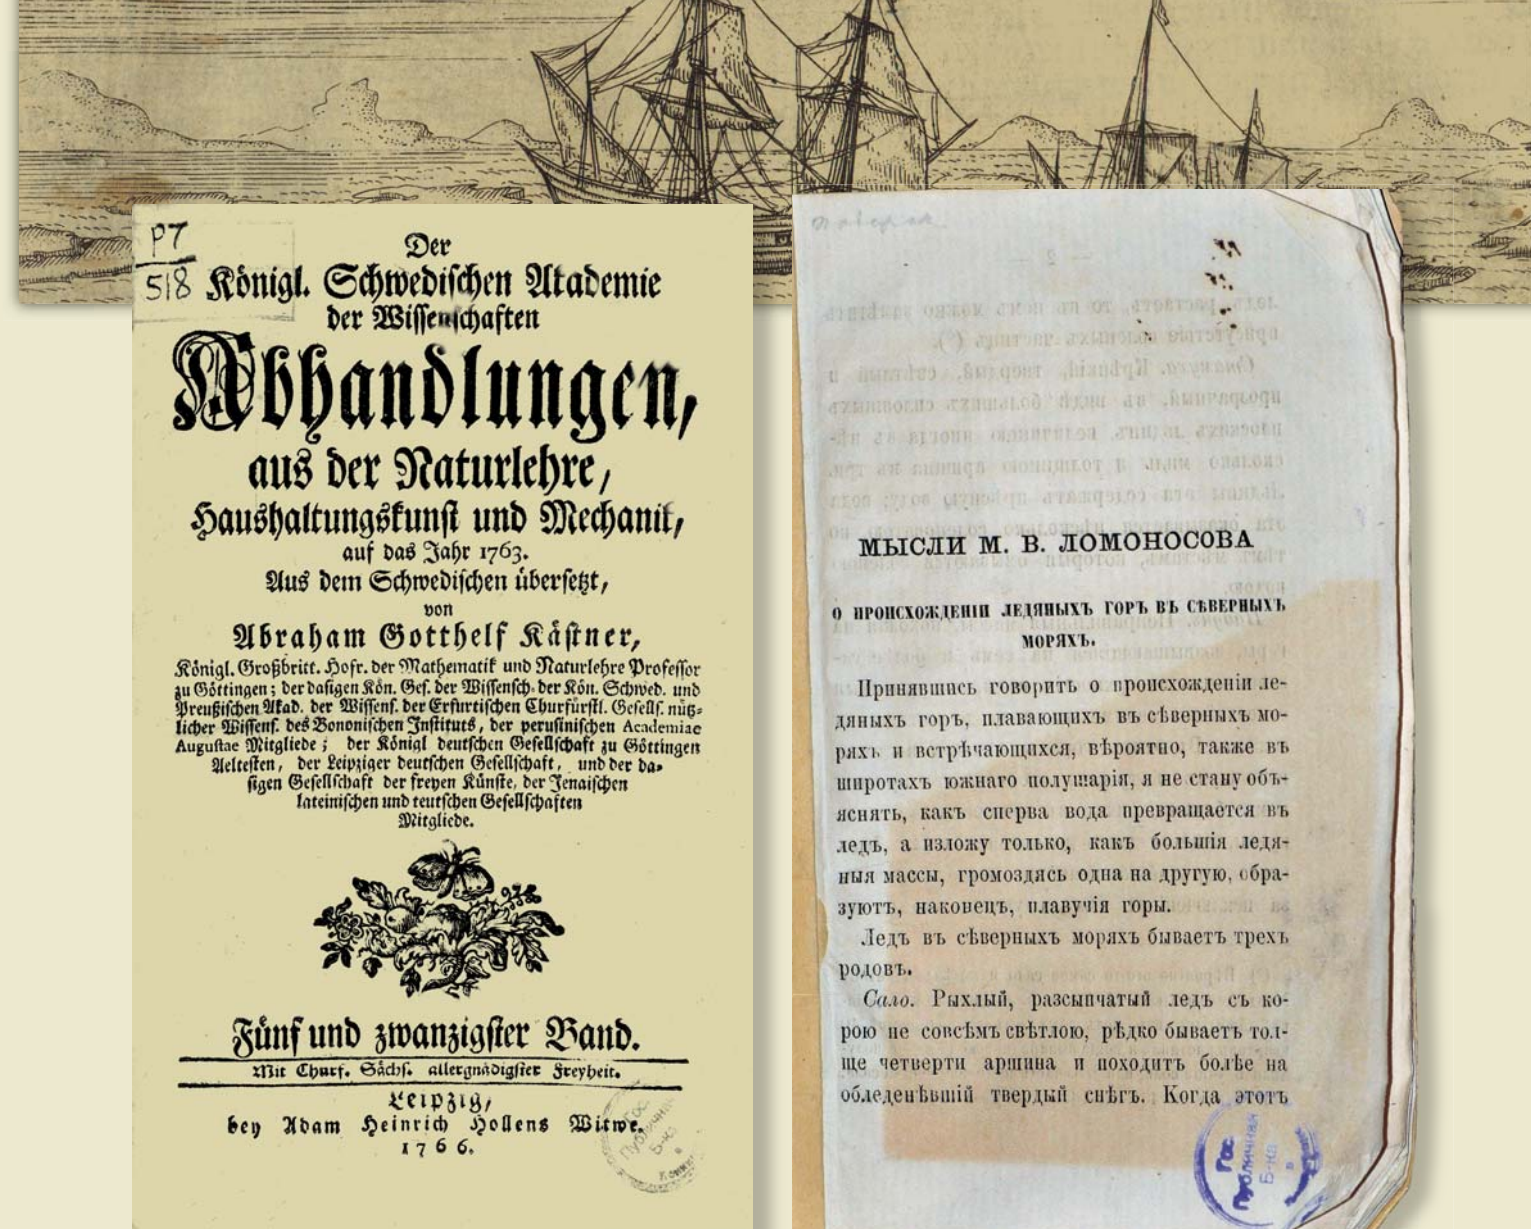 P7
518
Der
Königl. Schwedischen Akademie
der Wissenschaften
Abhandlungen,
aus der Naturlehre,
Haushaltungskunst und Mechanik,
auf das Jahr 1763.
Aus dem Schwedischen übersetzt,
von
Abraham Gotthelf Kästner,
Königl. Großbritt. Hofr. der Mathematik und Naturlehre Professor
zu Göttingen; der dasigen Kön. Ges. der Wissensch. der Kön. Schwed. und
Preußischen Akad. der Wissens. der Erfurtischen Churfürstl. Gesells. nütz-
licher Wissens. des Bononischen Instituts, der perusinischen Academiae
Augustae Mitgliede; der Königl deutschen Gesellschaft zu Göttingen
Aeltesten, der Leipziger deutschen Gesellschaft, und der da-
sigen Gesellschaft der freyen Künste, der Jenaischen
lateinischen und teutschen Gesellschaften
Mitgliede.
Fünf und zwanzigster Band.
Mit Churf. Sächs. allergnädigster Freyheit.
Leipzig,
bey Adam Heinrich Hollens Witwe.
1766.
Гос
Публичная
Б-ка
в
МЫСЛИ М. В. ЛОМОНОСОВА
О ПРОИСХОЖДЕНІИ ЛЕДЯНЫХЪ ГОРЪ ВЪ СѢВЕРНЫХЪ
МОРЯХЪ.
Принявшись говорить о происхожденіи ле-
дяныхъ горъ, плавающихъ въ сѣверныхъ мо-
ряхъ и встрѣчающихся, вѣроятно, также въ
широтахъ южнаго полушарія, я не стану объ-
яснять, какъ сперва вода превращается въ
ледъ, а изложу только, какъ большія ледя-
ныя массы, громоздясь одна на другую, обра-
зуютъ, наконецъ, плавучія горы.
Ледъ въ сѣверныхъ моряхъ бываетъ трехъ
родовъ.
Сало. Рыхлый, разсыпчатый ледъ съ ко-
рою не совсѣмъ свѣтлою, рѣдко бываетъ тол-
ще четверти аршина и походитъ болѣе на
обледенѣвшій твердый снѣгъ. Когда этотъ
Гос
Публичная
Б-ка
в